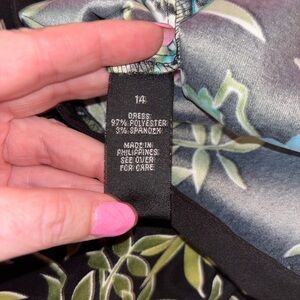 14
DRESS:
97% POLYESTER
3% SPANDEX
MADE IN
PHILIPPINES
SEE OVER
FOR CARE